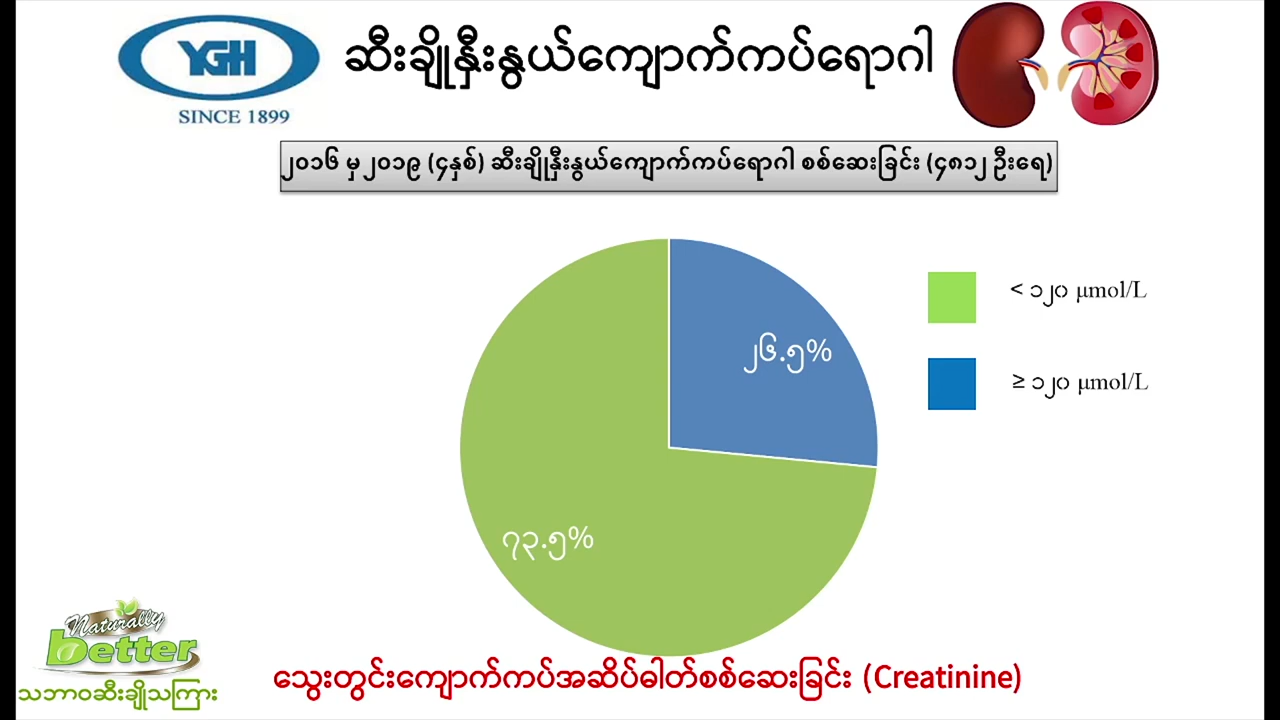 YGH
SINCE 1899
ဆီးချိုနှီးနွယ်ကျောက်ကပ်ရောဂါ
၂၀၁၆ မှ ၂၀၁၉ (၄နှစ်) ဆီးချိုနှီးနွယ်ကျောက်ကပ်ရောဂါ စစ်ဆေးခြင်း (၄၈၁၂ ဦးရေ)
< ၁၂၀ µmol/L
၂၆.၅%
≥ ၁၂၀ µmol/L
၇၃.၅%
Naturally
better
သဘာဝဆီးချိုသကြား
သွေးတွင်းကျောက်ကပ်အဆိပ်ဓါတ်စစ်ဆေးခြင်း (Creatinine)